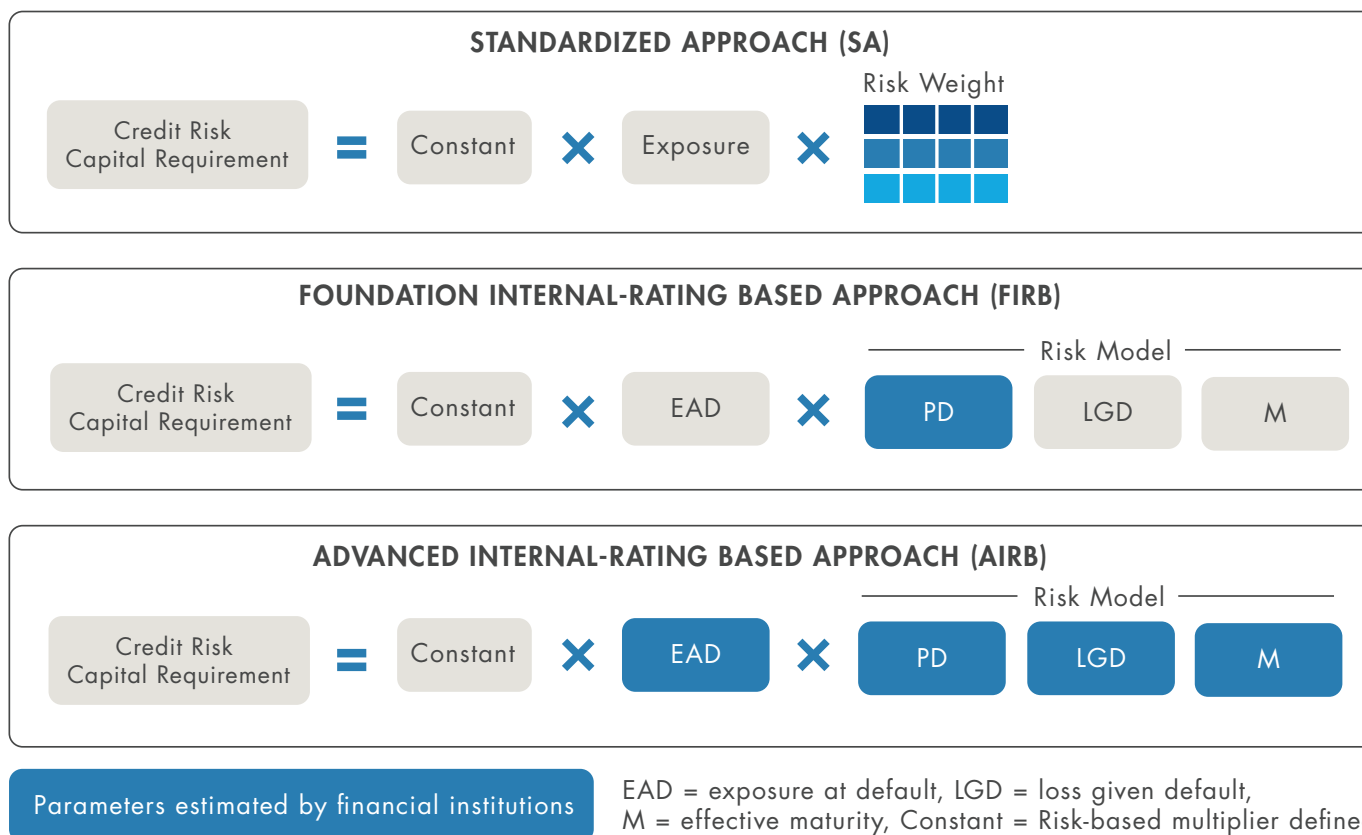 STANDARDIZED APPROACH (SA)
Risk Weight
Credit Risk
Capital Requirement
=
Constant
×
Exposure
×
FOUNDATION INTERNAL-RATING BASED APPROACH (FIRB)
Risk Model
Credit Risk
Capital Requirement
=
Constant
×
EAD
×
PD
LGD
M
ADVANCED INTERNAL-RATING BASED APPROACH (AIRB)
Risk Model
Credit Risk
Capital Requirement
=
Constant
×
EAD
×
PD
LGD
M
Parameters estimated by financial institutions
EAD = exposure at default, LGD = loss given default,
M = effective maturity, Constant = Risk-based multiplier define